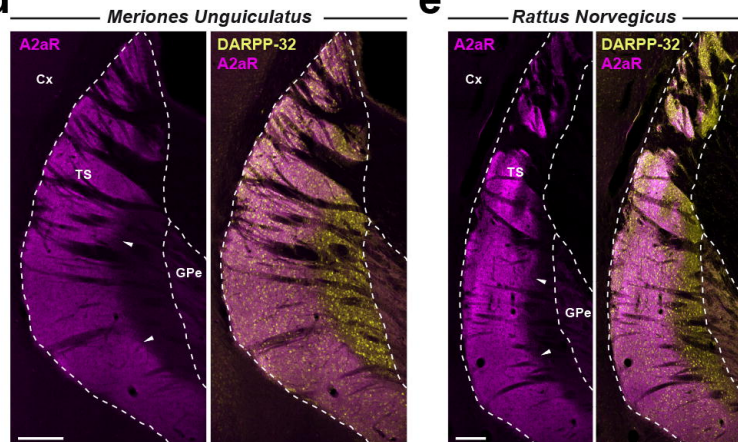 d
Meriones Unguiculatus
A2aR
Cx
TS
GPe
DARPP-32
A2aR
e
Rattus Norvegicus
A2aR
Cx
TS
GPe
DARPP-32
A2aR